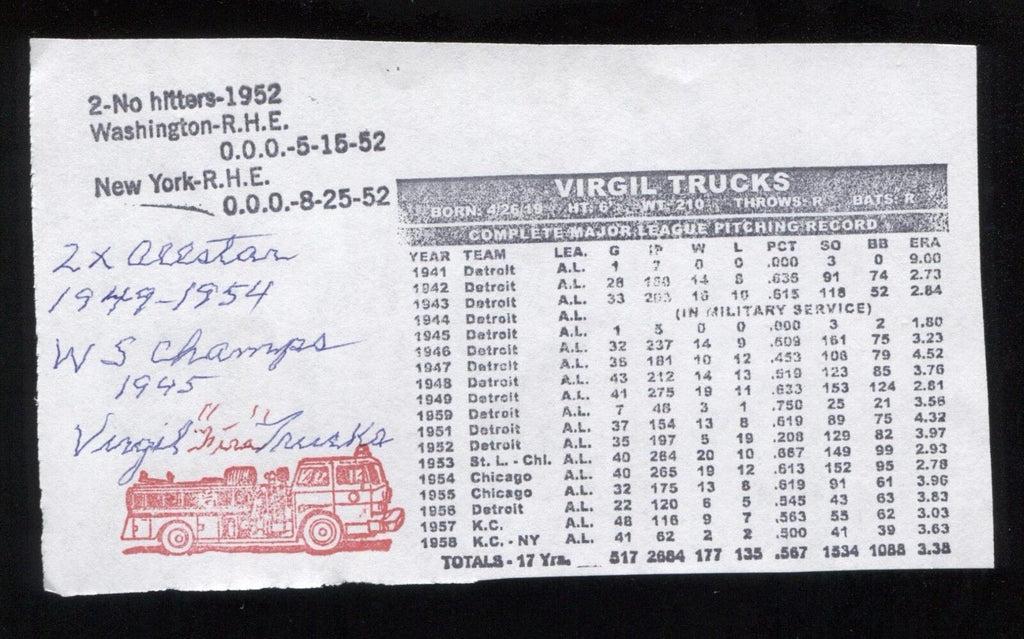 2-No hitters-1952
Washington-R.H.E.
0.0.0.-5-15-52
New York-R.H.E.
0.0.0.-8-25-52
2x Allstar
1949-1954
WS Champs
1945
Virgil "Fire" Trucks
VIRGIL TRUCKS
BORN: 4/26/19 HT: 6' WT: 210 THROWS: R BATS: R
COMPLETE MAJOR LEAGUE PITCHING RECORD
YEAR TEAM LEA. G IP W L PCT SO BB ERA
1941 Detroit A.L. 1 7 0 0 .000 3 0 9.00
1942 Detroit A.L. 28 168 14 8 .636 91 74 2.73
1943 Detroit A.L. 33 203 16 10 .615 118 52 2.84
1944 Detroit A.L. (IN MILITARY SERVICE)
1945 Detroit A.L. 1 5 0 0 .000 3 2 1.80
1946 Detroit A.L. 32 237 14 9 .609 161 75 3.23
1947 Detroit A.L. 36 181 10 12 .453 108 79 4.52
1948 Detroit A.L. 43 212 14 13 .519 123 85 3.76
1949 Detroit A.L. 41 275 19 11 .633 153 124 2.81
1950 Detroit A.L. 7 48 3 1 .750 25 21 3.56
1951 Detroit A.L. 37 154 13 8 .619 89 75 4.32
1952 Detroit A.L. 35 197 5 19 .208 129 82 3.97
1953 St. L. - Chi. A.L. 40 264 20 10 .667 149 99 2.93
1954 Chicago A.L. 40 265 19 12 .613 152 95 2.78
1955 Chicago A.L. 32 175 13 8 .619 91 61 3.96
1956 Detroit A.L. 22 120 6 5 .545 43 63 3.83
1957 K.C. A.L. 48 116 9 7 .563 55 62 3.03
1958 K.C. - NY A.L. 41 62 2 2 .500 41 39 3.63
TOTALS - 17 Yrs. 517 2684 177 135 .567 1534 1088 3.38